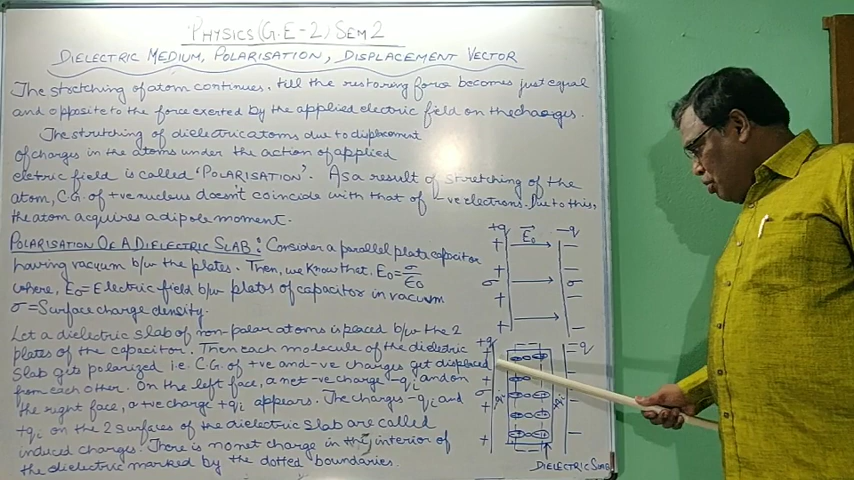 PHYSICS (G.E-2) SEM 2
DIELECTRIC MEDIUM, POLARISATION, DISPLACEMENT VECTOR
The stretching of atom continues, till the restoring force becomes just equal
and opposite to the force exerted by the applied electric field on the charges.
The stretching of dielectric atoms due to displacement
of charges in the atoms under the action of applied
eletric field is called 'POLARISATION'. As a result of stretching of the
atom, C.G. of +ve nucleus doesn't coincide with that of -ve electrons. Due to this,
the atom acquires a dipole moment.
POLARISATION OF A DIELECTRIC SLAB: Consider a parallel plate capacitor
having vacuum b/w the plates. Then, we know that, E₀ = σ/ε₀
where, E₀ = Electric field b/w plates of capacitor in vacuum
σ = Surface charge density.
Let a dielectric slab of non-polar atoms is placed b/w the 2
plates of the capacitor. Then each molecule of the dielectric
slab gets polarized i.e. C.G. of +ve and -ve charges get displaced
from each other. On the left face, a net -ve charge -qi and on
the right face, a +ve charge +qi appears. The charges -qi and
+qi on the 2 surfaces of the dielectric slab are called
induced charges. There is no net charge in the interior of
the dielectric marked by the dotted boundaries.
+q E₀ -q
σ
+q -q
σ
DIELECTRIC SLAB